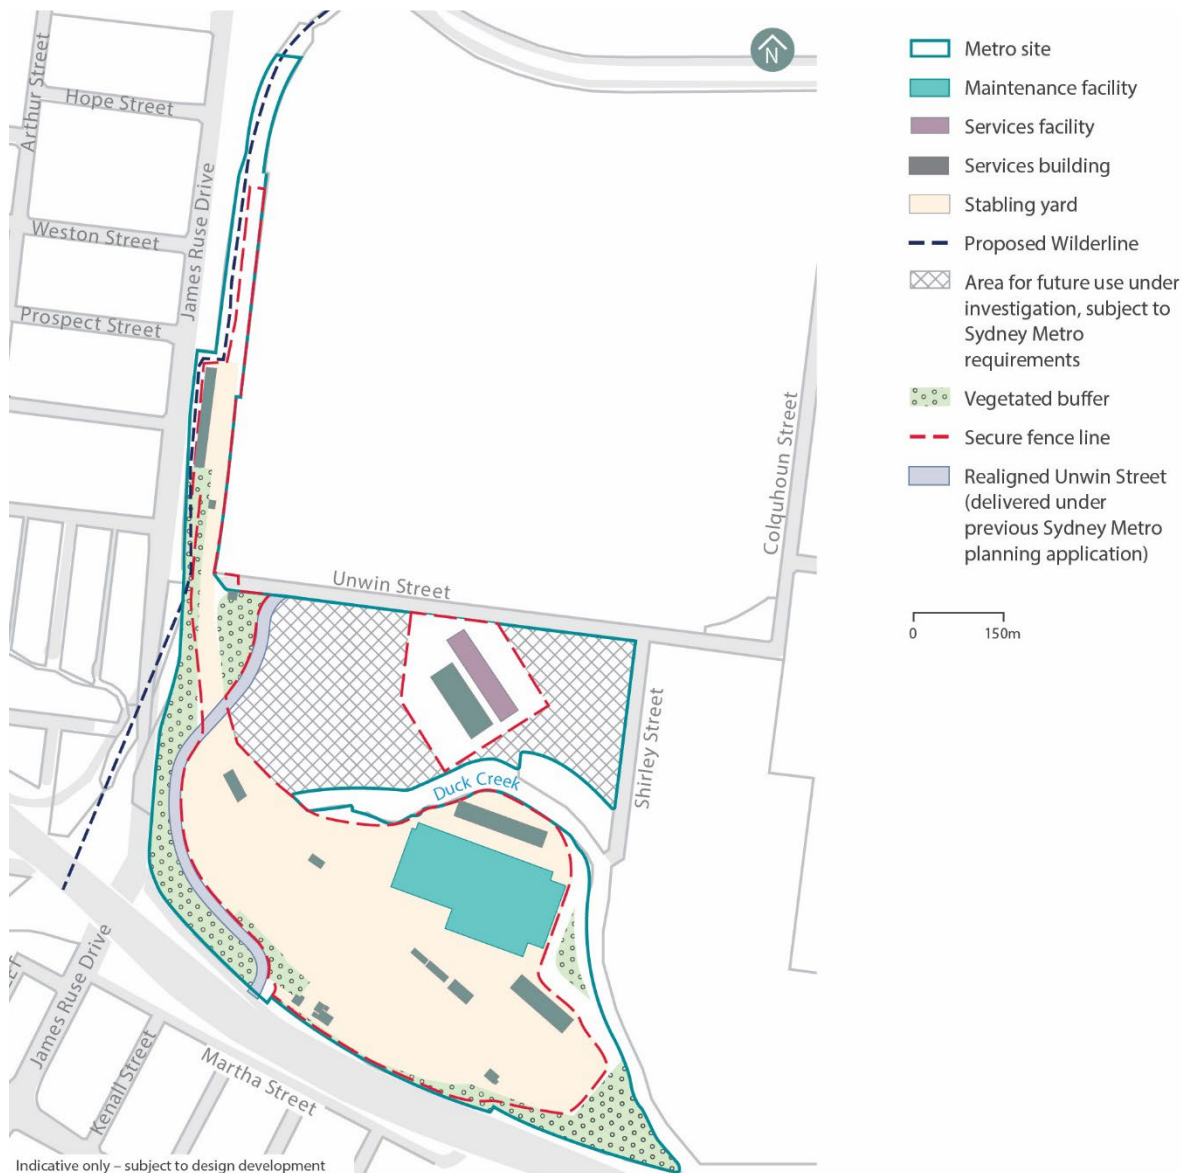 Arthur Street
Hope Street
James Ruse Drive
Weston Street
Prospect Street
N
Colquhoun Street
Unwin Street
Shirley Street
Duck Creek
James Ruse Drive
Kenall Street
Martha Street
Indicative only – subject to design development
Metro site
Maintenance facility
Services facility
Services building
Stabling yard
Proposed Wilderline
Area for future use under
investigation, subject to
Sydney Metro
requirements
Vegetated buffer
Secure fence line
Realigned Unwin Street
(delivered under
previous Sydney Metro
planning application)
0 150m